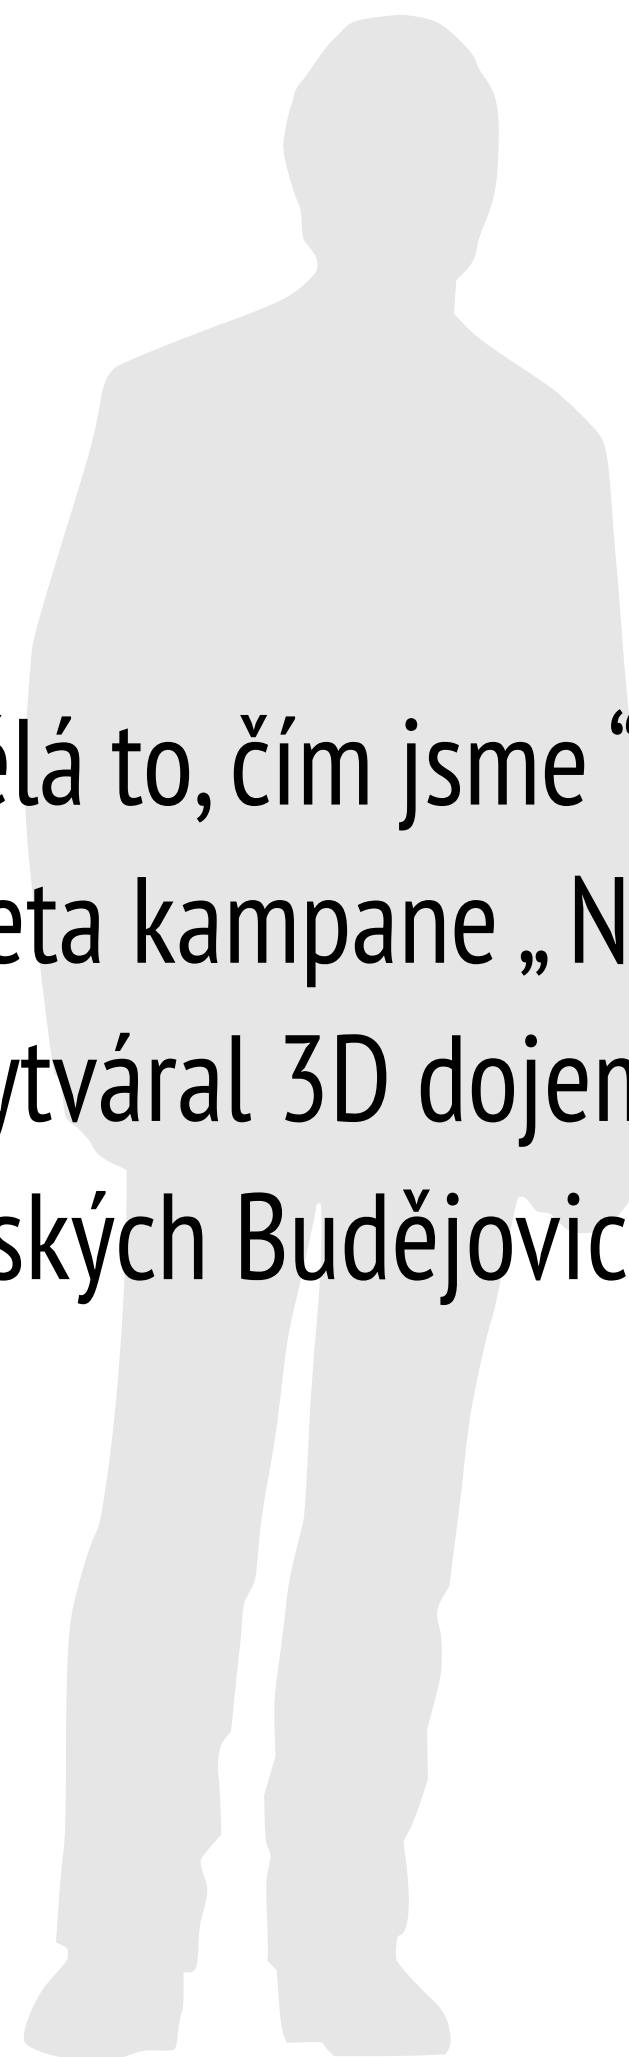 ělá to, čím jsme “
eta kampane „ N
ytváral 3D dojem
ských Budějovic